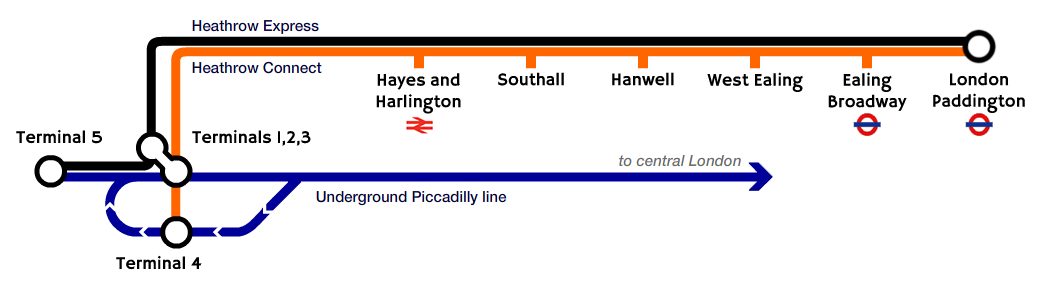 Heathrow Express
Heathrow Connect
Hayes and
Harlington
Southall
Hanwell
West Ealing
Ealing
Broadway
London
Paddington
Terminal 5
Terminals 1,2,3
to central London
Underground Piccadilly line
Terminal 4